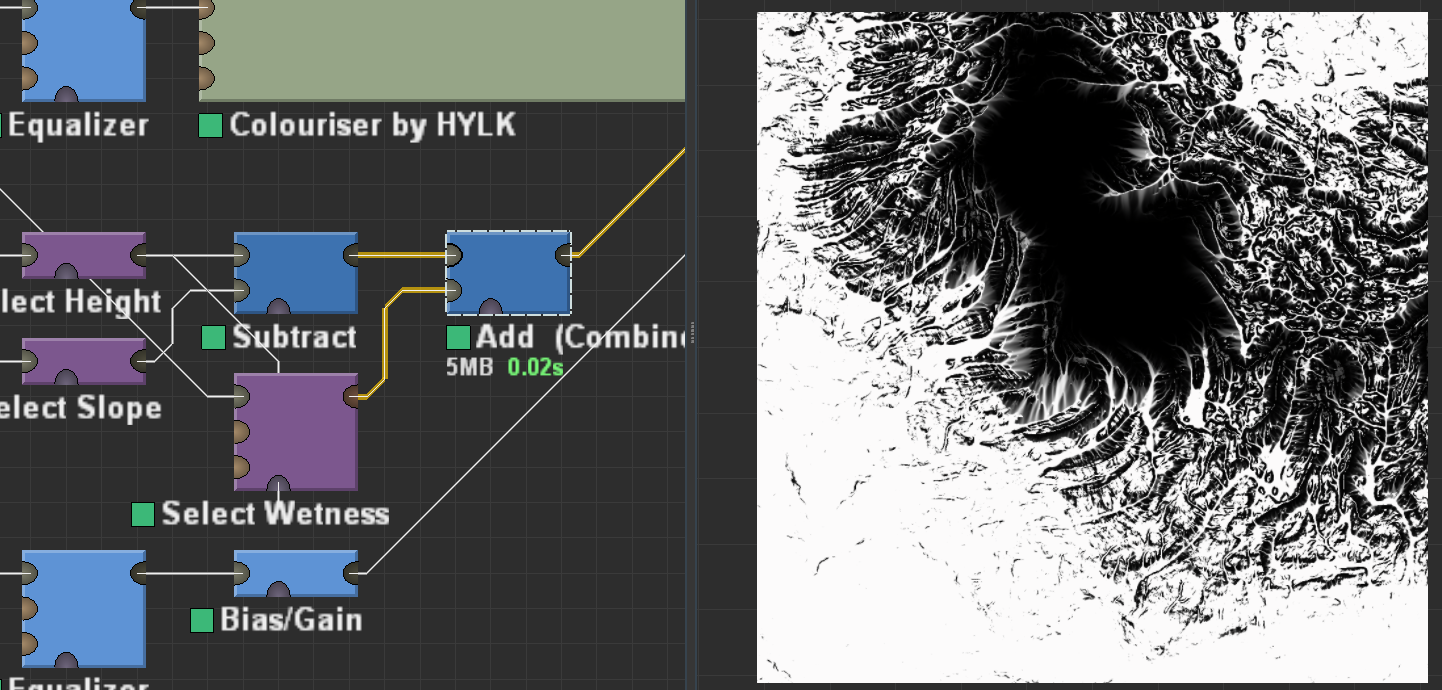 Equalizer
Colouriser by HYLK
lect Height
Subtract
Add (Combin
5MB 0.02s
elect Slope
Select Wetness
Bias/Gain
Equalizer